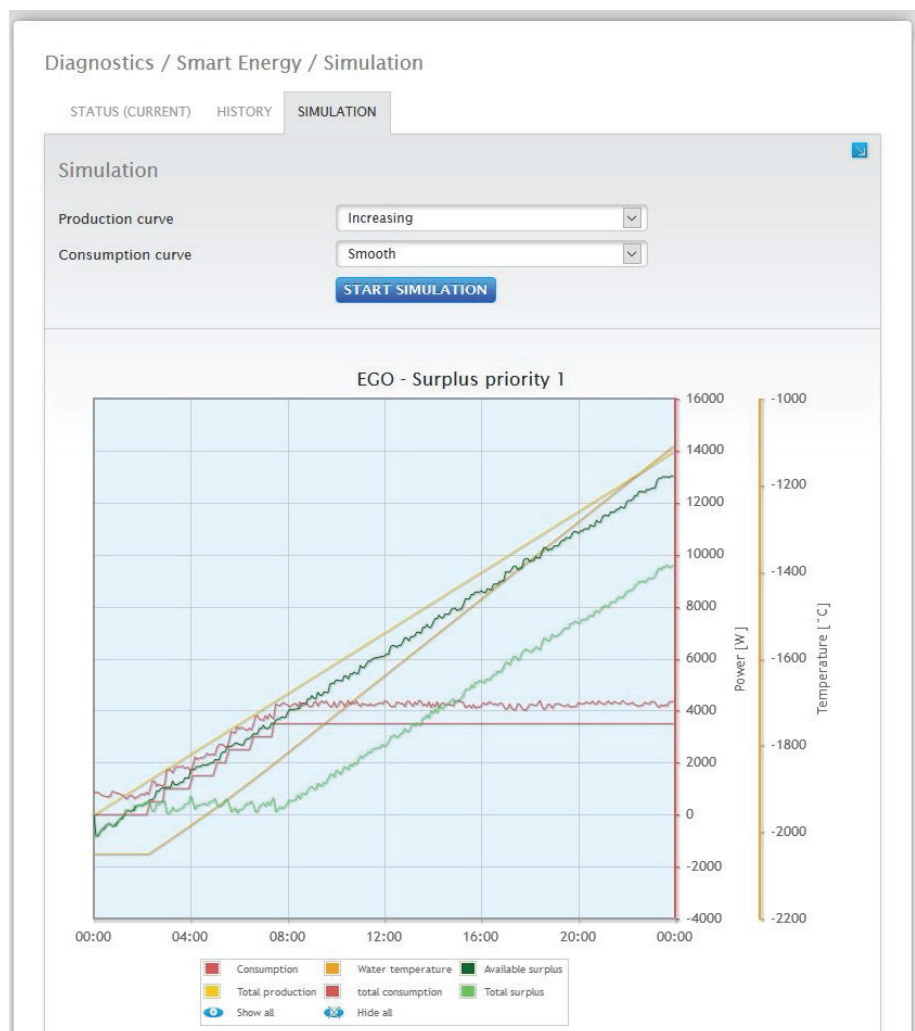 Diagnostics / Smart Energy / Simulation
STATUS (CURRENT) HISTORY SIMULATION
Simulation
Production curve Increasing
Consumption curve Smooth
START SIMULATION
EGO - Surplus priority 1
16000 -1000
14000
12000 -1200
10000
8000 -1400
6000 -1600
4000
2000 -1800
0 -2000
-2000
-4000 -2200
Power [W]
Temperature [°C]
00:00 04:00 08:00 12:00 16:00 20:00 00:00
Consumption Water temperature Available surplus
Total production total consumption Total surplus
Show all Hide all